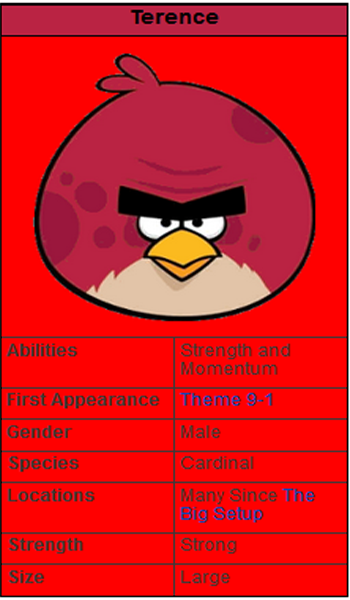 Terence
Abilities Strength and
Momentum
First Appearance Theme 9-1
Gender Male
Species Cardinal
Locations Many Since The
Big Setup
Strength Strong
Size Large